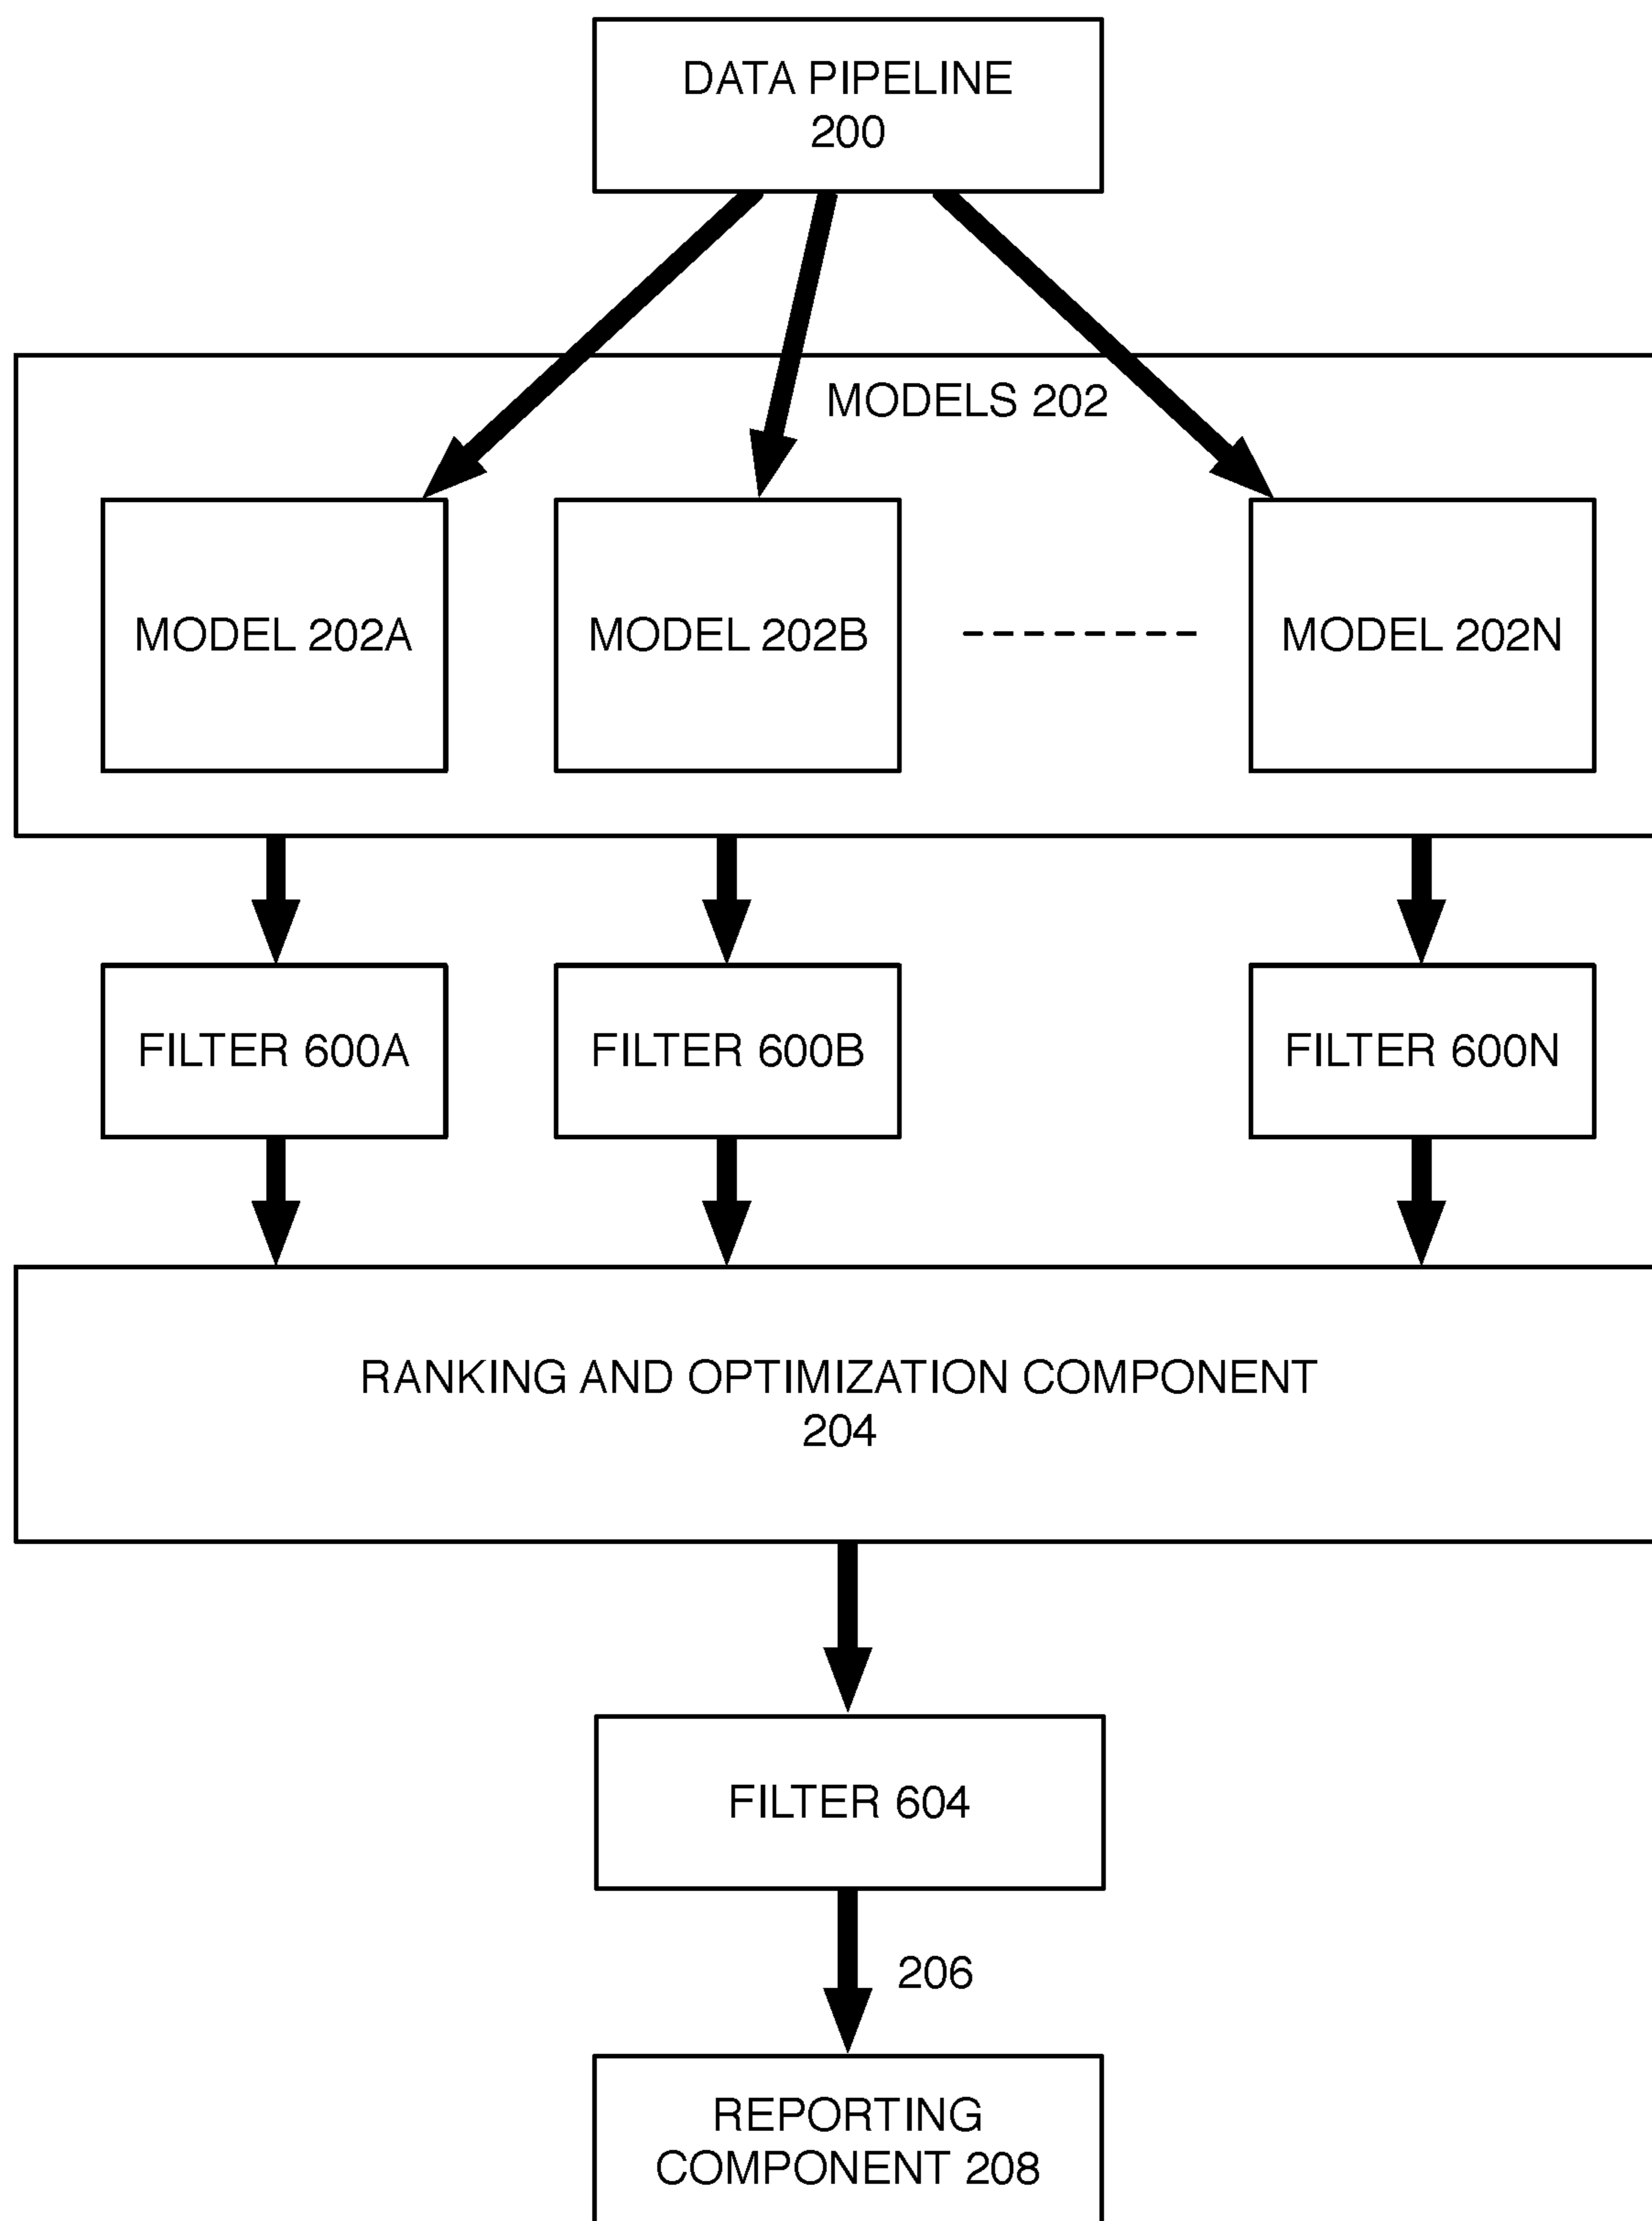 DATA PIPELINE
200
MODELS 202
MODEL 202A
MODEL 202B
MODEL 202N
FILTER 600A
FILTER 600B
FILTER 600N
RANKING AND OPTIMIZATION COMPONENT
204
FILTER 604
206
REPORTING
COMPONENT 208